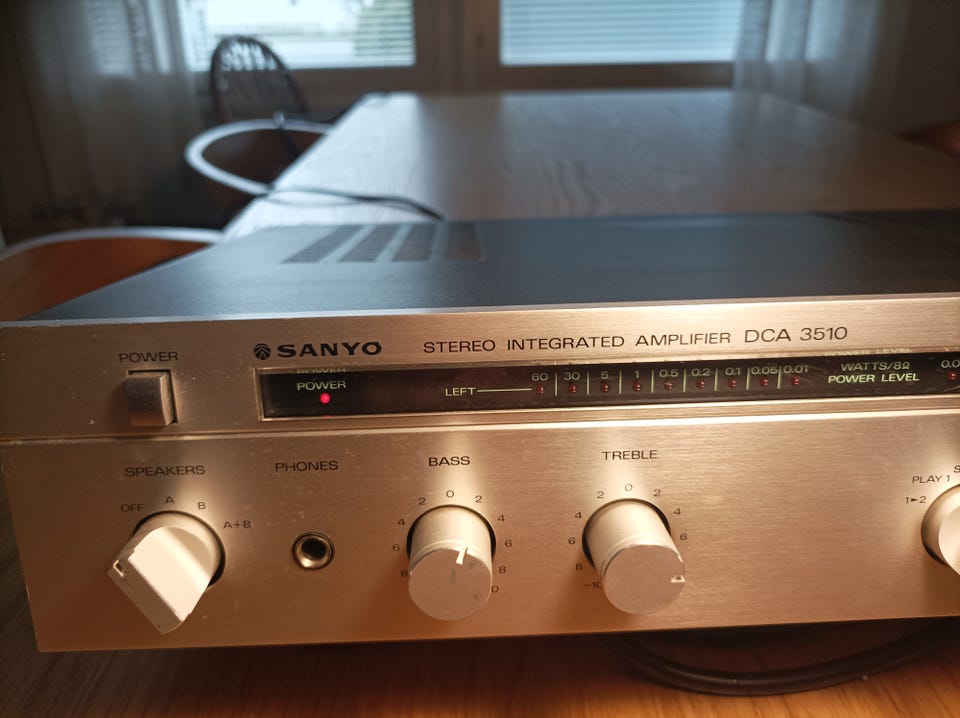 POWER
SANYO STEREO INTEGRATED AMPLIFIER DCA 3510
POWER
LEFT 60 30 5 1 0.5 0.2 0.1 0.05 0.01
WATTS/8Ω
POWER LEVEL
SPEAKERS
OFF A B A+B
PHONES
BASS
8 6 4 2 0 2 4 6 8
TREBLE
8 6 4 2 0 2 4 6
PLAY 1
1▸2